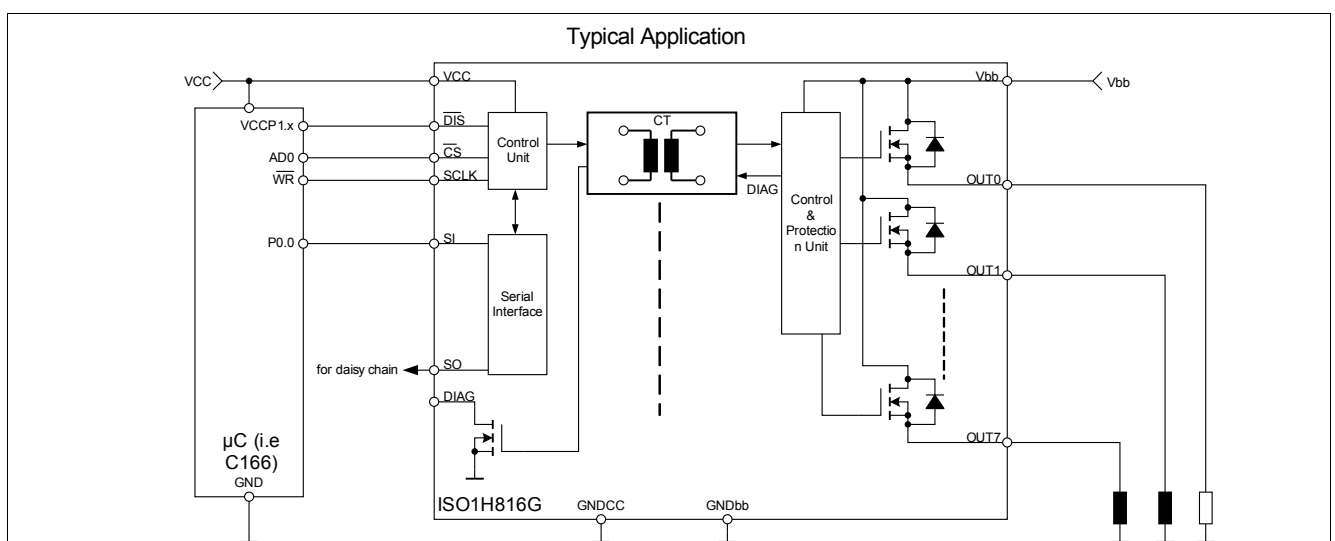 Typical Application
VCC
VCC
Vbb
Vbb
VCCP1.x
DIS
Control
Unit
CT
AD0
CS
WR
SCLK
DIAG
OUT0
Control
&
Protectio
n Unit
P0.0
SI
OUT1
Serial
Interface
for daisy chain
SO
DIAG
OUT7
µC (i.e
C166)
GND
ISO1H816G
GNDCC
GNDbb